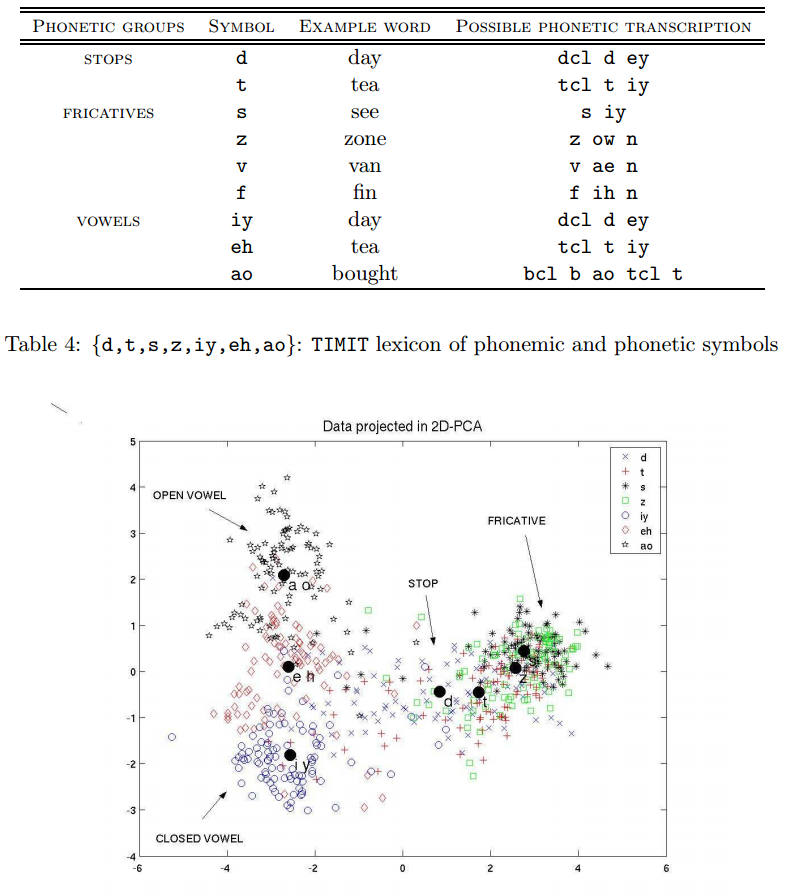 PHONETIC GROUPS SYMBOL EXAMPLE WORD POSSIBLE PHONETIC TRANSCRIPTION
STOPS d day dcl d ey
t tea tcl t iy
FRICATIVES s see s iy
z zone z ow n
v van v ae n
f fin f ih n
VOWELS iy day dcl d ey
eh tea tcl t iy
ao bought bcl b ao tcl t
Table 4: {d,t,s,z,iy,eh,ao}: TIMIT lexicon of phonemic and phonetic symbols
Data projected in 2D-PCA
5
4
3
2
1
0
-1
-2
-3
-4
-6 -4 -2 0 2 4 6
OPEN VOWEL
FRICATIVE
STOP
CLOSED VOWEL
a o
e h
i y
d
t
s
z
d
t
s
z
iy
eh
ao